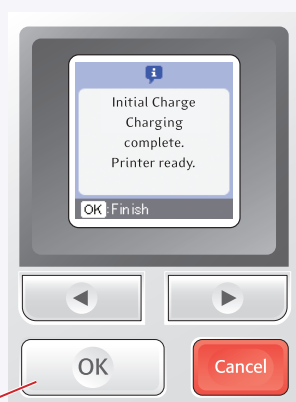 Initial Charge
Charging
complete.
Printer ready.
OK:Finish
OK
Cancel